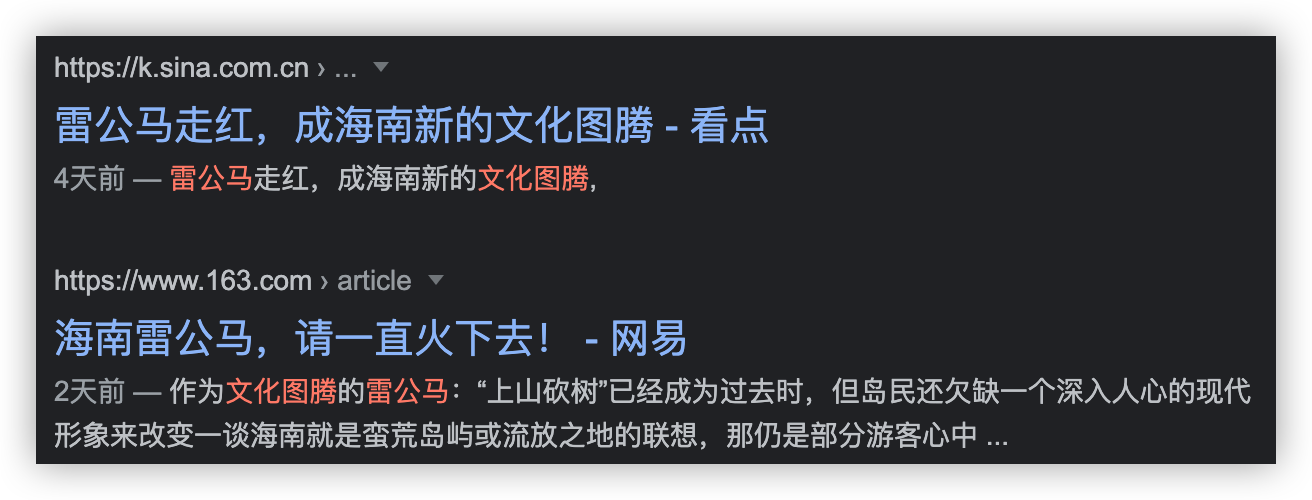 https://k.sina.com.cn › ...
雷公马走红，成海南新的文化图腾 - 看点
4天前 — 雷公马走红，成海南新的文化图腾,
https://www.163.com › article
海南雷公马，请一直火下去！ - 网易
2天前 — 作为文化图腾的雷公马：“上山砍树”已经成为过去时，但岛民还欠缺一个深入人心的现代
形象来改变一谈海南就是蛮荒岛屿或流放之地的联想，那仍是部分游客心中 ...